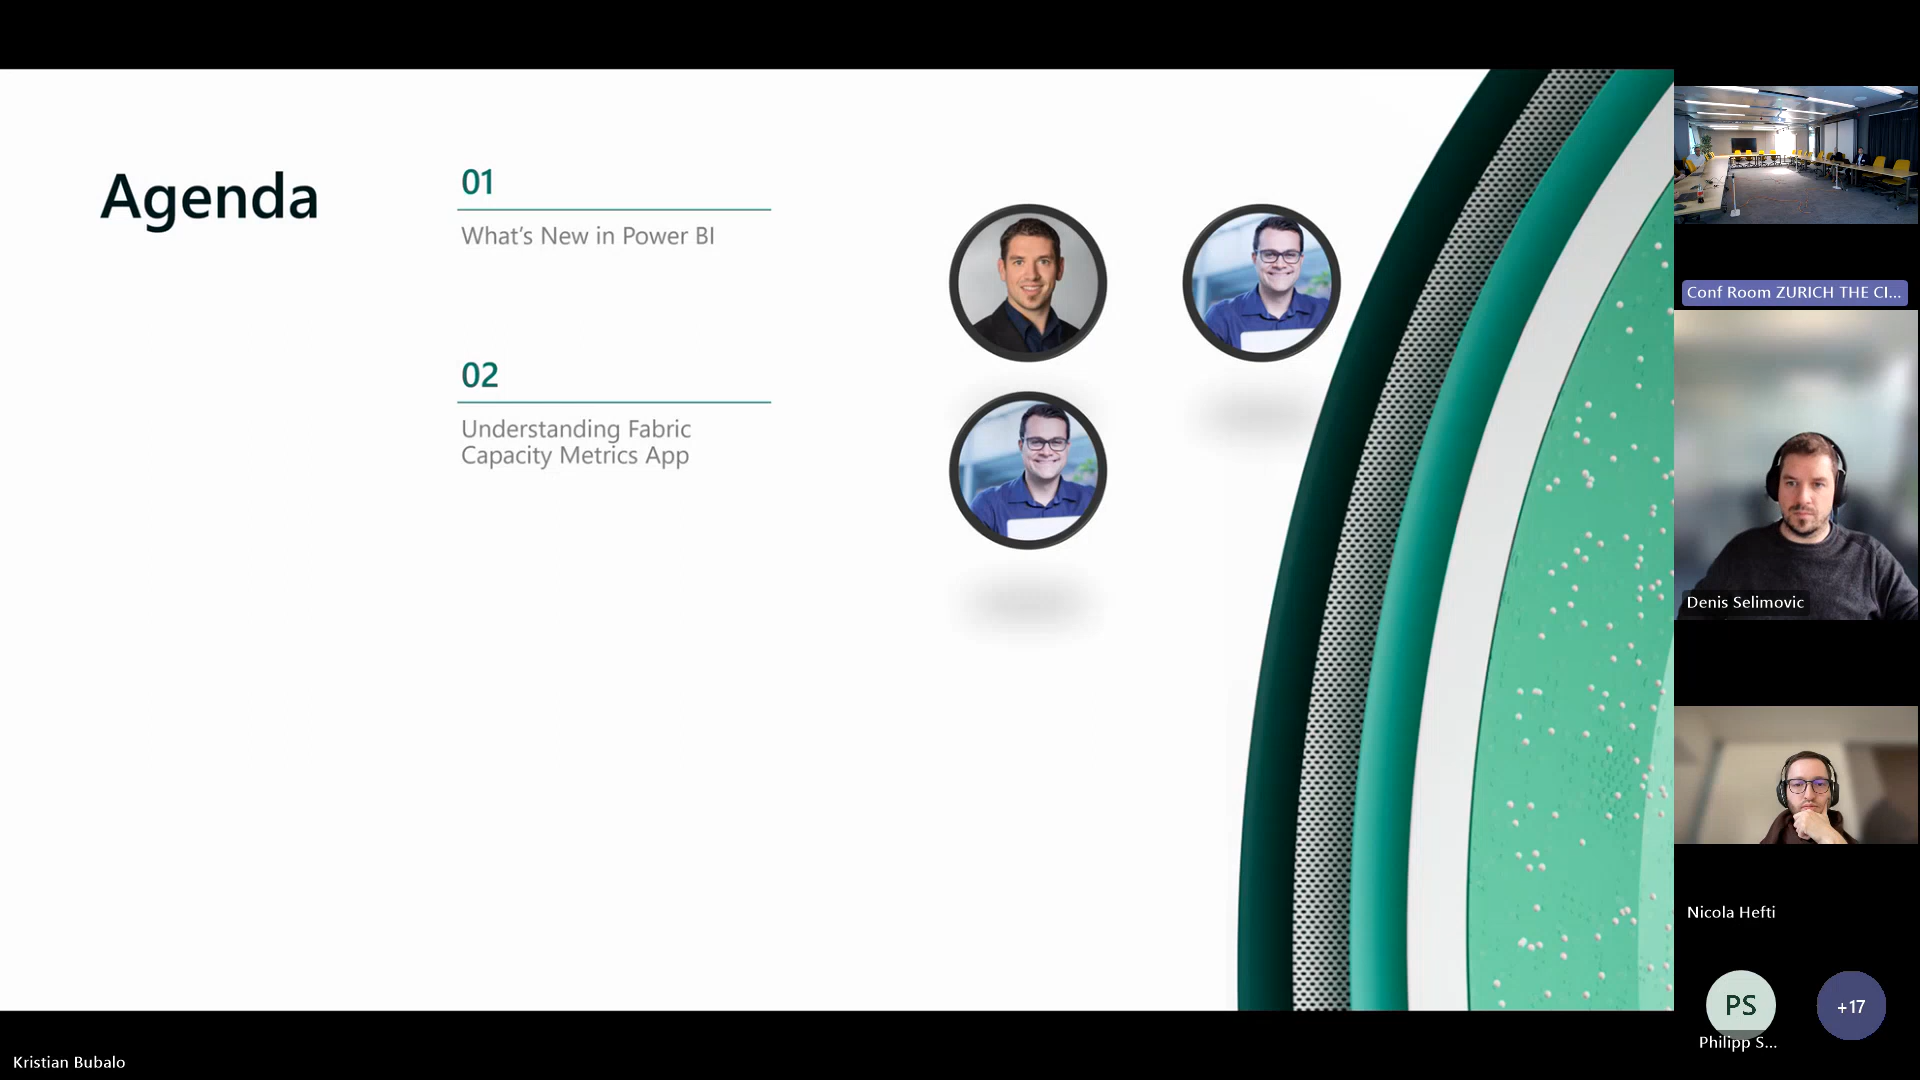 Agenda
01
What's New in Power BI
02
Understanding Fabric
Capacity Metrics App
Conf Room ZURICH THE CI...
Denis Selimovic
Nicola Hefti
PS
+17
Philipp S...
Kristian Bubalo